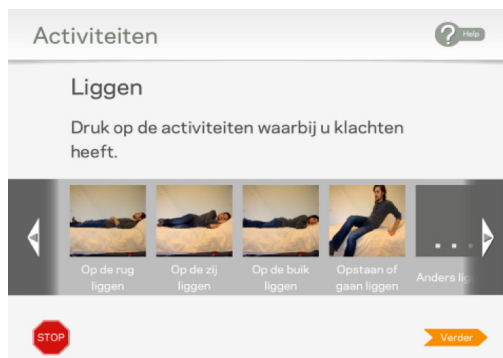 Activiteiten
Help
Liggen
Druk op de activiteiten waarbij u klachten
heeft.
Op de rug
liggen
Op de zij
liggen
Op de buik
liggen
Opstaan of
gaan liggen
Anders
STOP
Verder